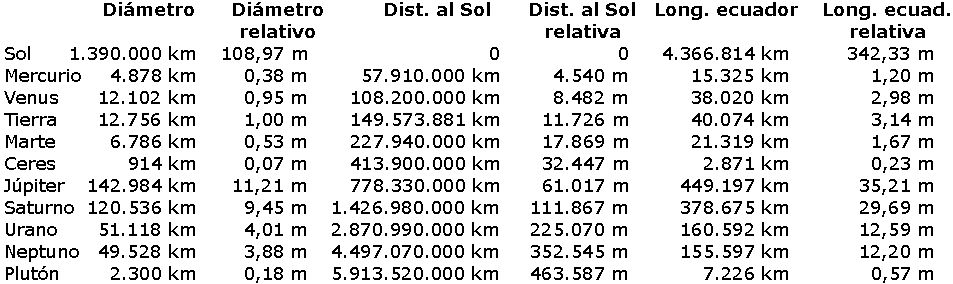 Diámetro Diámetro Dist. al Sol Dist. al Sol Long. ecuador Long. ecuad.
relativo relativa relativa
Sol 1.390.000 km 108,97 m 0 0 4.366.814 km 342,33 m
Mercurio 4.878 km 0,38 m 57.910.000 km 4.540 m 15.325 km 1,20 m
Venus 12.102 km 0,95 m 108.200.000 km 8.482 m 38.020 km 2,98 m
Tierra 12.756 km 1,00 m 149.573.881 km 11.726 m 40.074 km 3,14 m
Marte 6.786 km 0,53 m 227.940.000 km 17.869 m 21.319 km 1,67 m
Ceres 914 km 0,07 m 413.900.000 km 32.447 m 2.871 km 0,23 m
Júpiter 142.984 km 11,21 m 778.330.000 km 61.017 m 449.197 km 35,21 m
Saturno 120.536 km 9,45 m 1.426.980.000 km 111.867 m 378.675 km 29,69 m
Urano 51.118 km 4,01 m 2.870.990.000 km 225.070 m 160.592 km 12,59 m
Neptuno 49.528 km 3,88 m 4.497.070.000 km 352.545 m 155.597 km 12,20 m
Plutón 2.300 km 0,18 m 5.913.520.000 km 463.587 m 7.226 km 0,57 m